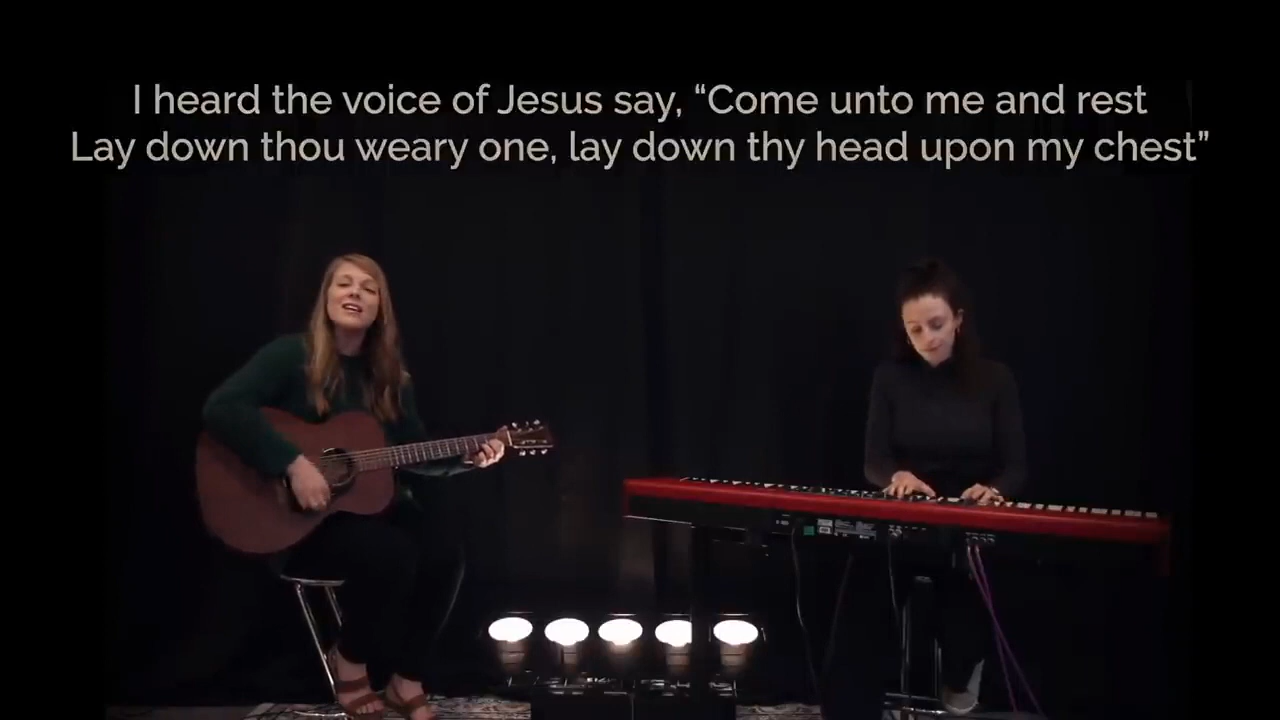 I heard the voice of Jesus say, “Come unto me and rest
Lay down thou weary one, lay down thy head upon my chest”